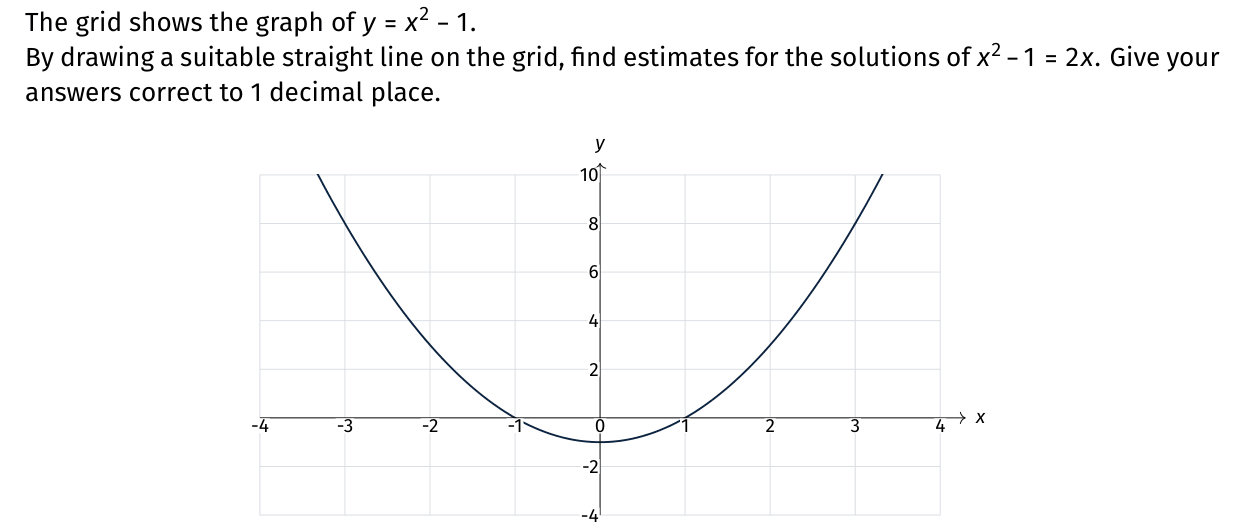 The grid shows the graph of y = x² − 1.
By drawing a suitable straight line on the grid, find estimates for the solutions of x² − 1 = 2x. Give your
answers correct to 1 decimal place.
y
10
8
6
4
2
-4 -3 -2 -1 0 1 2 3 4 x
-2
-4